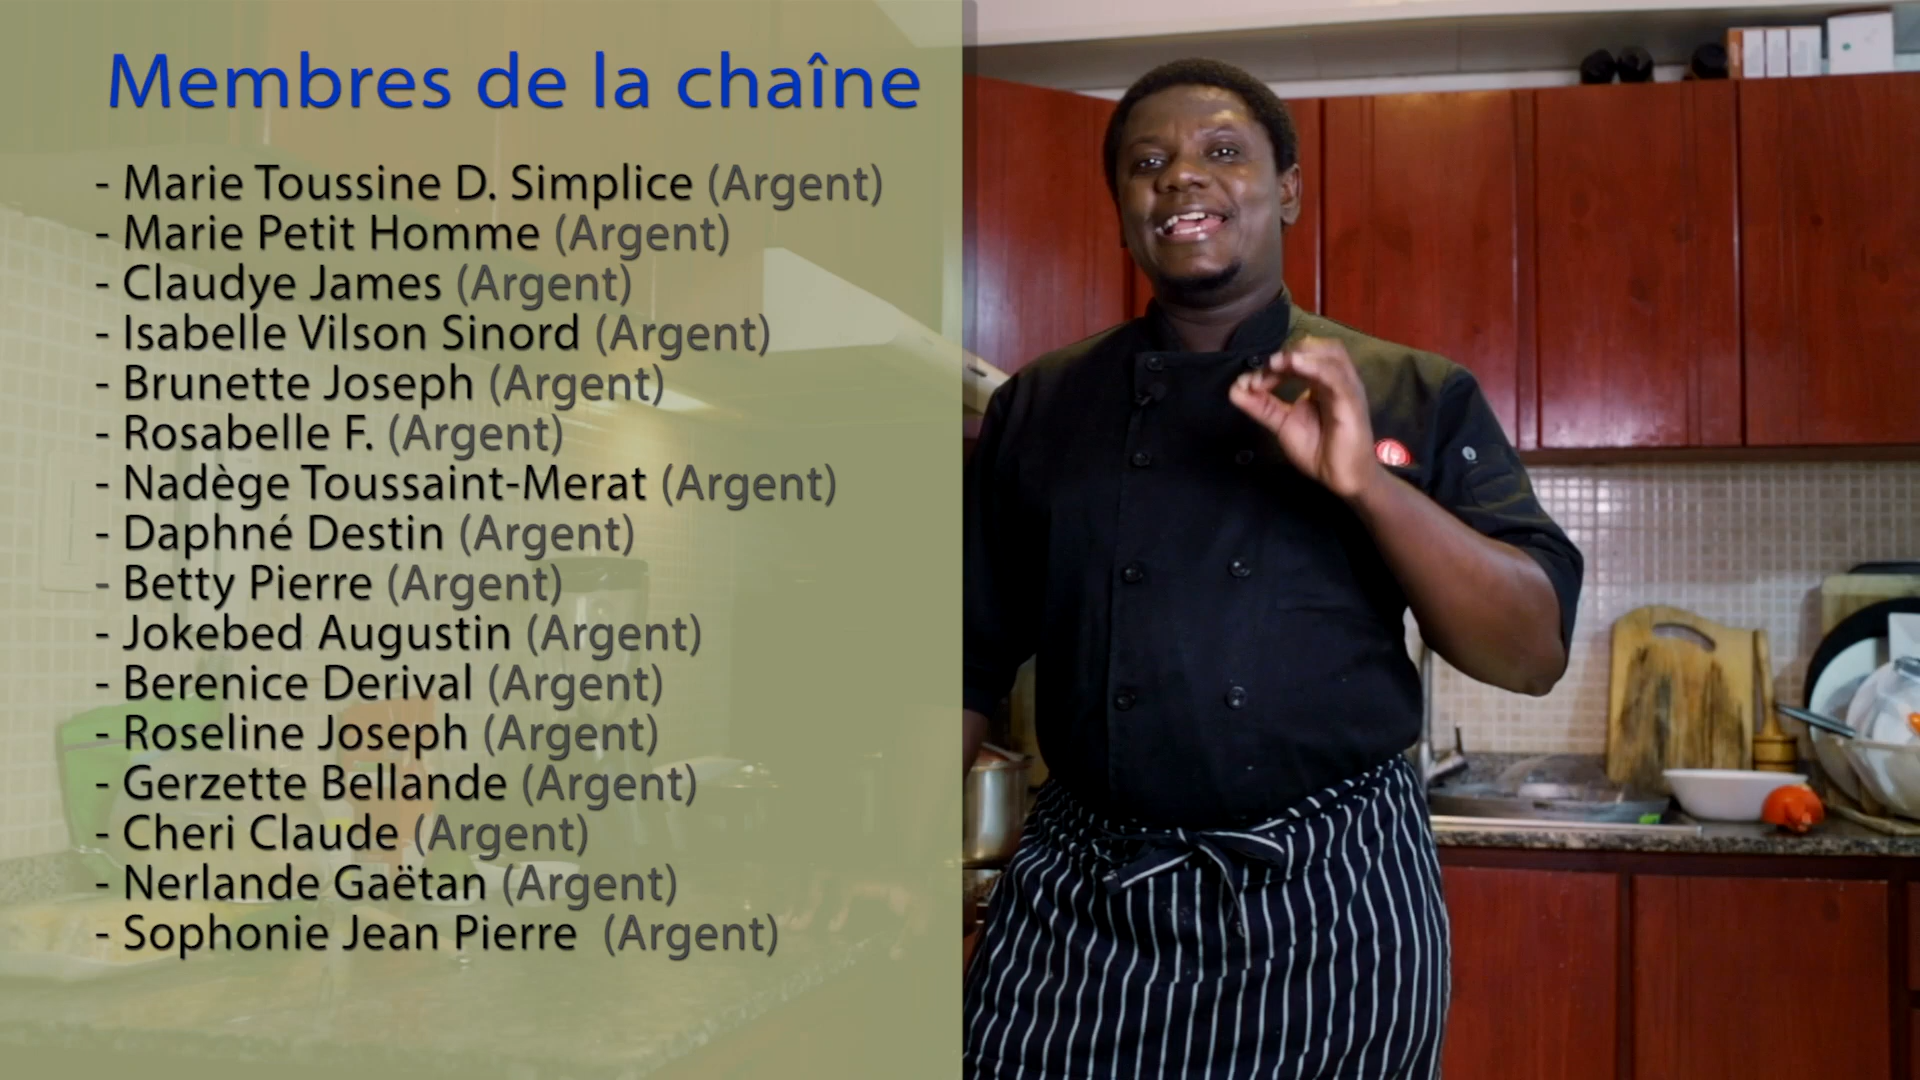 Membres de la chaîne
- Marie Toussine D. Simplice (Argent)
- Marie Petit Homme (Argent)
- Claudye James (Argent)
- Isabelle Vilson Sinord (Argent)
- Brunette Joseph (Argent)
- Rosabelle F. (Argent)
- Nadège Toussaint-Merat (Argent)
- Daphné Destin (Argent)
- Betty Pierre (Argent)
- Jokebed Augustin (Argent)
- Berenice Derival (Argent)
- Roseline Joseph (Argent)
- Gerzette Bellande (Argent)
- Cheri Claude (Argent)
- Nerlande Gaëtan (Argent)
- Sophonie Jean Pierre (Argent)